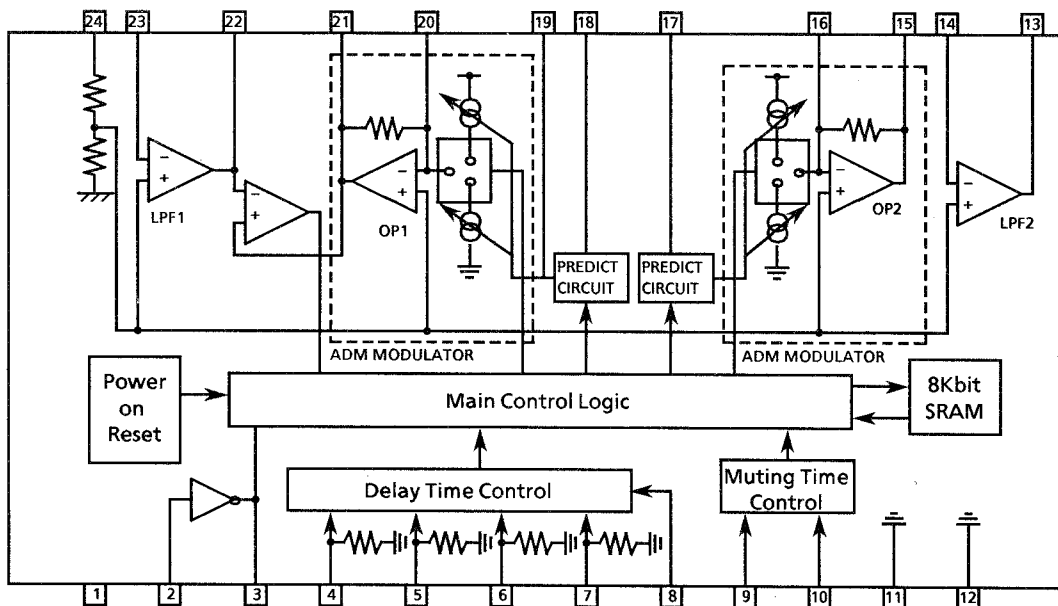 24 23 22 21 20 19 18 17 16 15 14 13
LPF1
OP1
OP2
LPF2
PREDICT
CIRCUIT
PREDICT
CIRCUIT
ADM MODULATOR
ADM MODULATOR
Power
on
Reset
Main Control Logic
8Kbit
SRAM
Delay Time Control
Muting Time
Control
1 2 3 4 5 6 7 8 9 10 11 12